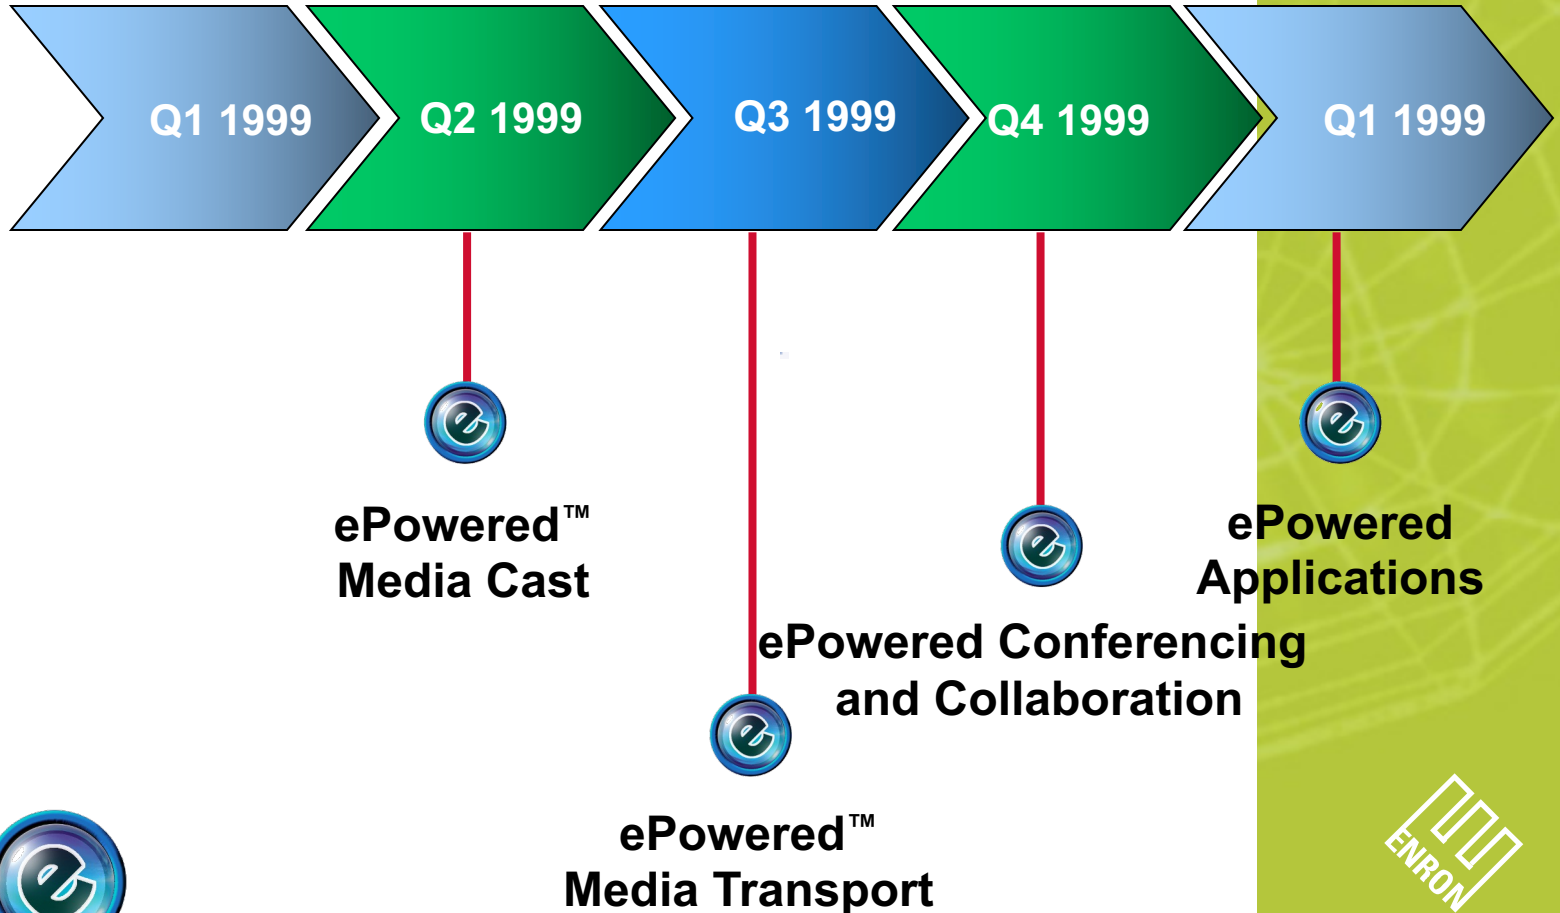 Q1 1999
Q2 1999
Q3 1999
Q4 1999
Q1 1999
ePowered™
Media Cast
ePowered
Applications
ePowered Conferencing
and Collaboration
ePowered™
Media Transport
e
e
e
e
e
ENRON